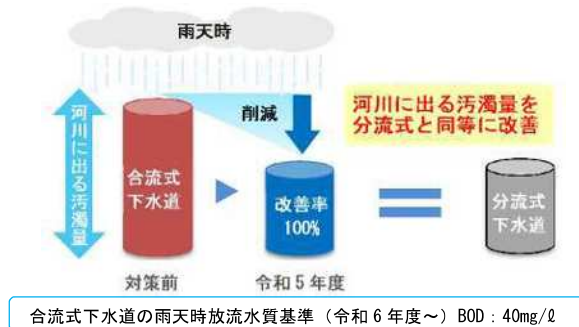 雨天時
河川に出る汚濁量
削減
河川に出る汚濁量を
分流式と同等に改善
合流式
下水道
改善率
100%
分流式
下水道
対策前
令和5年度
合流式下水道の雨天時放流水質基準（令和6年度～）BOD：40mg/ℓ